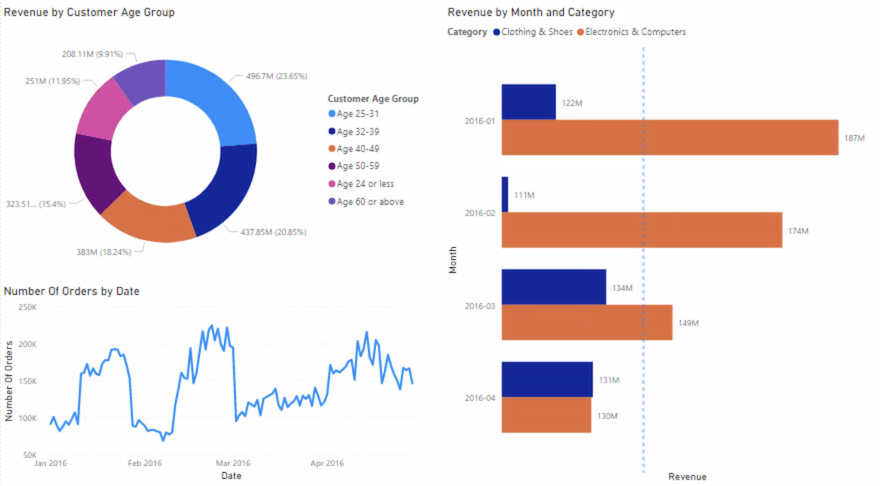 Revenue by Customer Age Group
208.11M (9.91%)
496.7M (23.65%)
251M (11.95%)
323.51... (15.4%)
437.85M (20.85%)
383M (18.24%)
Customer Age Group
Age 25-31
Age 32-39
Age 40-49
Age 50-59
Age 24 or less
Age 60 or above
Number Of Orders by Date
250K
200K
150K
100K
50K
Number Of Orders
Jan 2016
Feb 2016
Mar 2016
Apr 2016
Date
Revenue by Month and Category
Category Clothing & Shoes Electronics & Computers
122M
2016-01
187M
111M
2016-02
174M
Month
134M
2016-03
149M
131M
2016-04
130M
Revenue